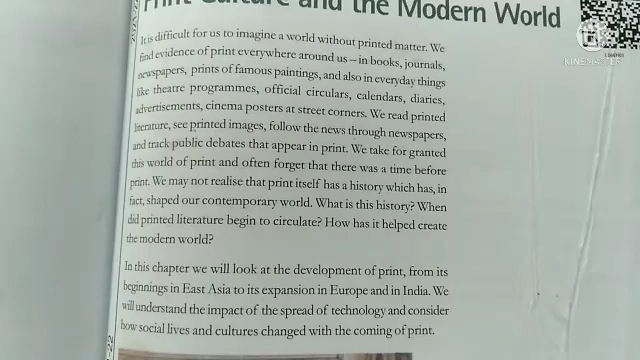 Print Culture and the Modern World
It is difficult for us to imagine a world without printed matter. We
find evidence of print everywhere around us – in books, journals,
newspapers, prints of famous paintings, and also in everyday things
like theatre programmes, official circulars, calendars, diaries,
advertisements, cinema posters at street corners. We read printed
literature, see printed images, follow the news through newspapers,
and track public debates that appear in print. We take for granted
this world of print and often forget that there was a time before
print. We may not realise that print itself has a history which has, in
fact, shaped our contemporary world. What is this history? When
did printed literature begin to circulate? How has it helped create
the modern world?
In this chapter we will look at the development of print, from its
beginnings in East Asia to its expansion in Europe and in India. We
will understand the impact of the spread of technology and consider
how social lives and cultures changed with the coming of print.
KINEMASTER